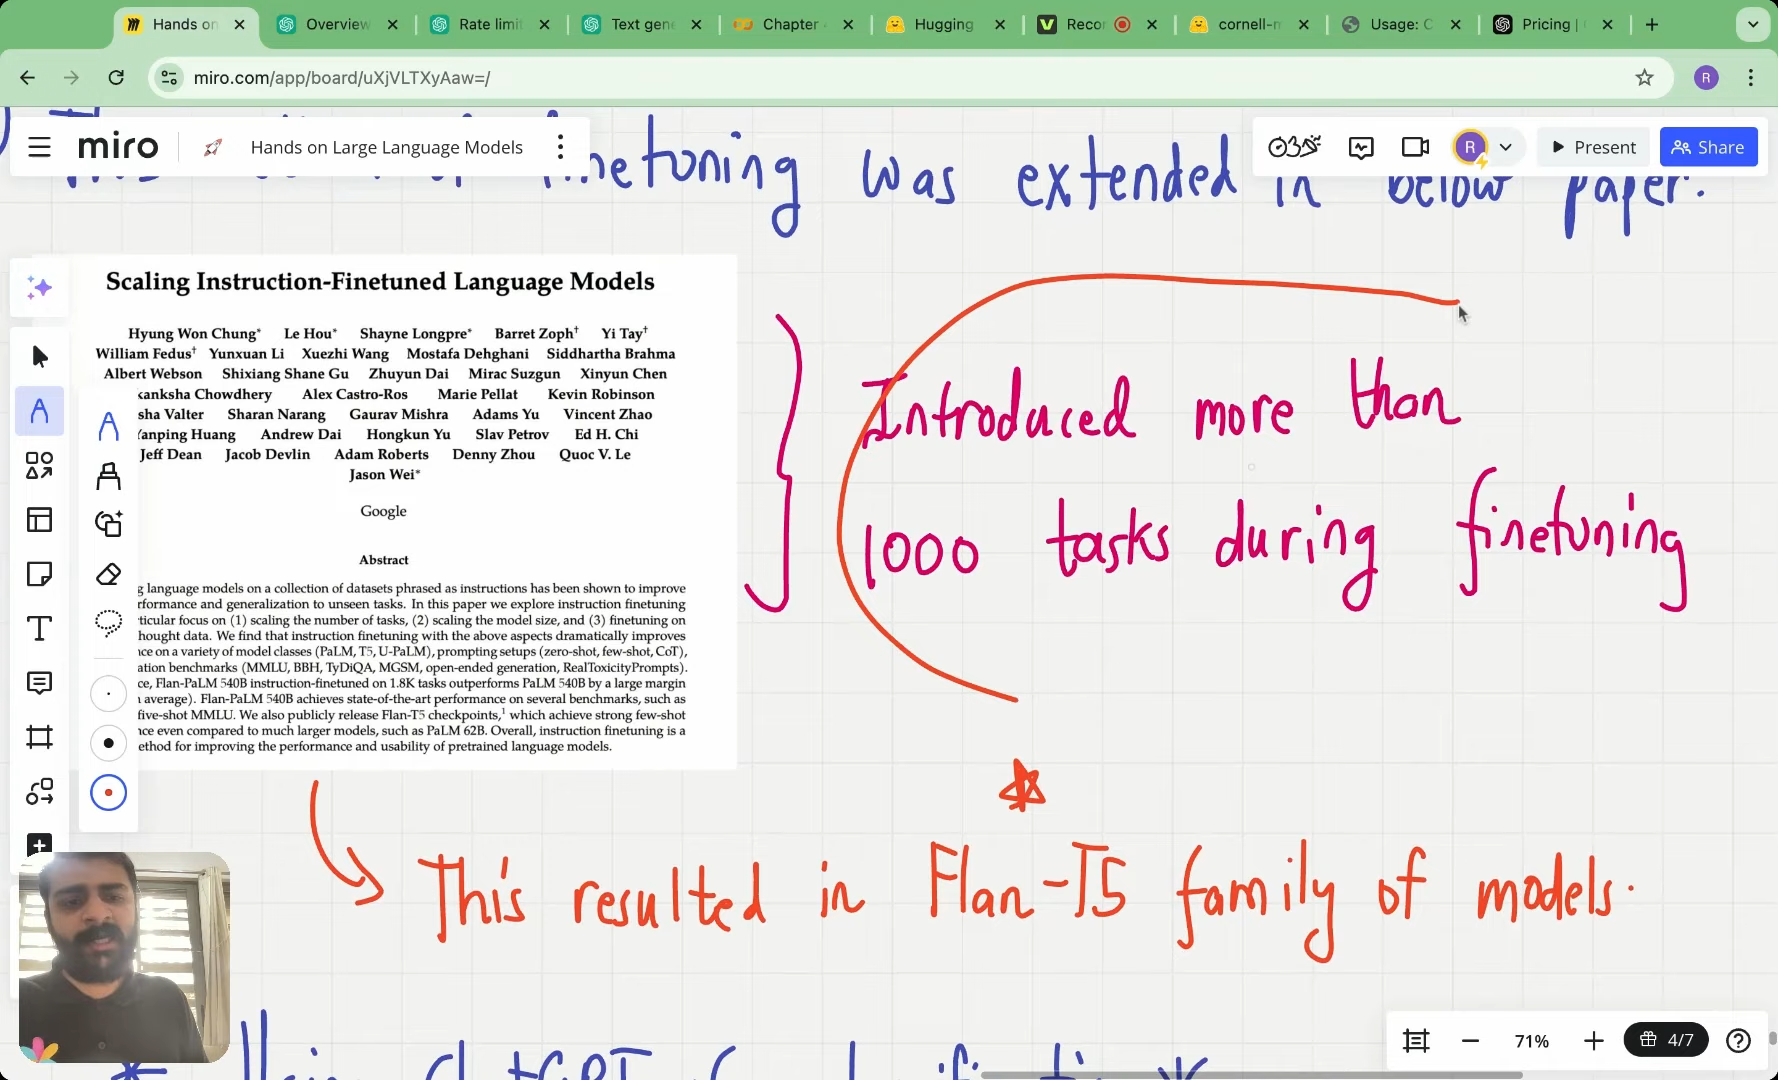 Hands on
Overview
Rate limi
Text gen
Chapter
Hugging
Recor
cornell-m
Usage: C
Pricing |
miro.com/app/board/uXjVLTXyAaw=/
R
miro
Hands on Large Language Models
R
Present
Share
finetuning was extended in below paper.
Scaling Instruction-Finetuned Language Models
Hyung Won Chung* Le Hou* Shayne Longpre* Barret Zoph† Yi Tay†
William Fedus† Yunxuan Li Xuezhi Wang Mostafa Dehghani Siddhartha Brahma
Albert Webson Shixiang Shane Gu Zhuyun Dai Mirac Suzgun Xinyun Chen
kanksha Chowdhery Alex Castro-Ros Marie Pellat Kevin Robinson
sha Valter Sharan Narang Gaurav Mishra Adams Yu Vincent Zhao
Yanping Huang Andrew Dai Hongkun Yu Slav Petrov Ed H. Chi
Jeff Dean Jacob Devlin Adam Roberts Denny Zhou Quoc V. Le
Jason Wei*
Google
Abstract
g language models on a collection of datasets phrased as instructions has been shown to improve
rformance and generalization to unseen tasks. In this paper we explore instruction finetuning
ticular focus on (1) scaling the number of tasks, (2) scaling the model size, and (3) finetuning on
hought data. We find that instruction finetuning with the above aspects dramatically improves
nce on a variety of model classes (PaLM, T5, U-PaLM), prompting setups (zero-shot, few-shot, CoT),
ation benchmarks (MMLU, BBH, TyDiQA, MGSM, open-ended generation, RealToxicityPrompts).
ce, Flan-PaLM 540B instruction-finetuned on 1.8K tasks outperforms PaLM 540B by a large margin
average). Flan-PaLM 540B achieves state-of-the-art performance on several benchmarks, such as
five-shot MMLU. We also publicly release Flan-T5 checkpoints,¹ which achieve strong few-shot
nce even compared to much larger models, such as PaLM 62B. Overall, instruction finetuning is a
ethod for improving the performance and usability of pretrained language models.
Introduced more than
1000 tasks during finetuning
This resulted in Flan-T5 family of models.
71%
4/7